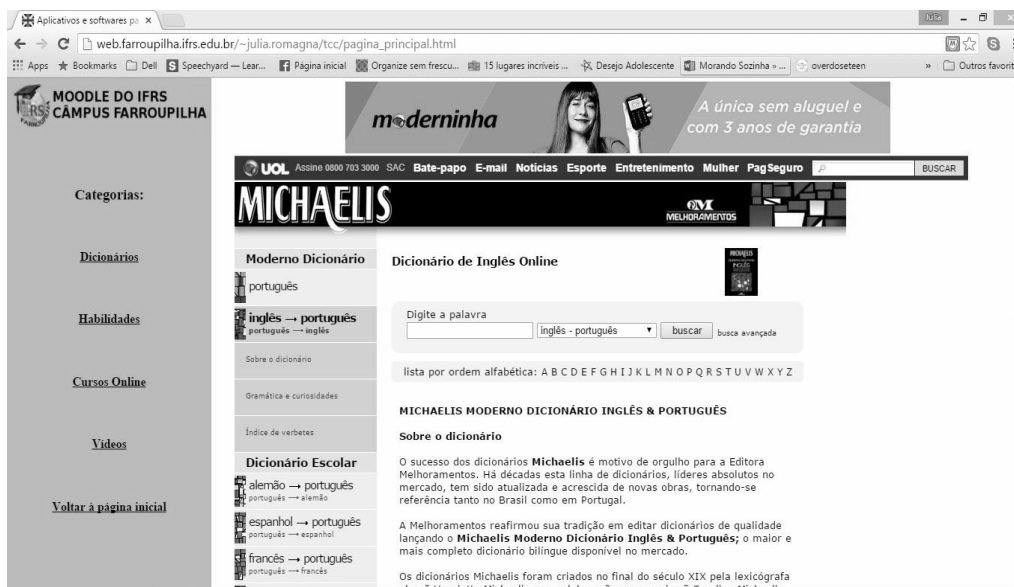 Aplicativos e softwares pa
Júlia
web.farroupilha.ifrs.edu.br/~julia.romagna/tcc/pagina_principal.html
Apps Bookmarks Dell Speechyard — Lear... Página inicial Organize sem frescu... 15 lugares incríveis ... Desejo Adolescente Morando Sozinha » ... overdoseteen » Outros favorit
MOODLE DO IFRS
CÂMPUS FARROUPILHA
Categorias:
Dicionários
Habilidades
Cursos Online
Vídeos
Voltar à página inicial
moderninha
A única sem aluguel e
com 3 anos de garantia
UOL Assine 0800 703 3000 SAC Bate-papo E-mail Notícias Esporte Entretenimento Mulher PagSeguro BUSCAR
MICHAELIS
MELHORAMENTOS
Moderno Dicionário
português
inglês → português
português → inglês
Sobre o dicionário
Gramática e curiosidades
Índice de verbetes
Dicionário Escolar
alemão → português
português → alemão
espanhol → português
português → espanhol
francês → português
português → francês
Dicionário de Inglês Online
Digite a palavra
inglês - português buscar busca avançada
lista por ordem alfabética: A B C D E F G H I J K L M N O P Q R S T U V W X Y Z
MICHAELIS MODERNO DICIONÁRIO INGLÊS & PORTUGUÊS
Sobre o dicionário
O sucesso dos dicionários Michaelis é motivo de orgulho para a Editora
Melhoramentos. Há décadas esta linha de dicionários, líderes absolutos no
mercado, tem sido atualizada e acrescida de novas obras, tornando-se
referência tanto no Brasil como em Portugal.
A Melhoramentos reafirmou sua tradição em editar dicionários de qualidade
lançando o Michaelis Moderno Dicionário Inglês & Português; o maior e
mais completo dicionário bilíngue disponível no mercado.
Os dicionários Michaelis foram criados no final do século XIX pela lexicógrafa